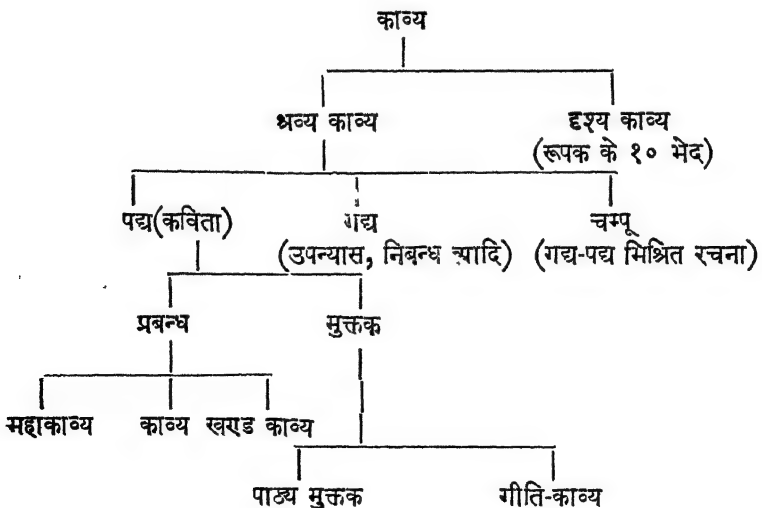 काव्य
श्रव्य काव्य दृश्य काव्य
(रूपक के १० भेद)
पद्य(कविता) गद्य चम्पू
(उपन्यास, निबन्ध आदि) (गद्य-पद्य मिश्रित रचना)
प्रबन्ध मुक्तक
महाकाव्य काव्य खण्ड काव्य
पाठ्य मुक्तक गीति-काव्य